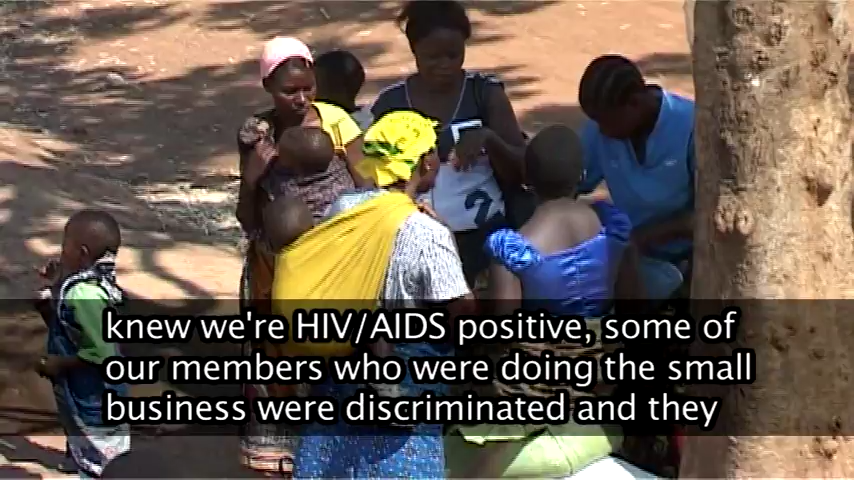 2
knew we're HIV/AIDS positive, some of
our members who were doing the small
business were discriminated and they